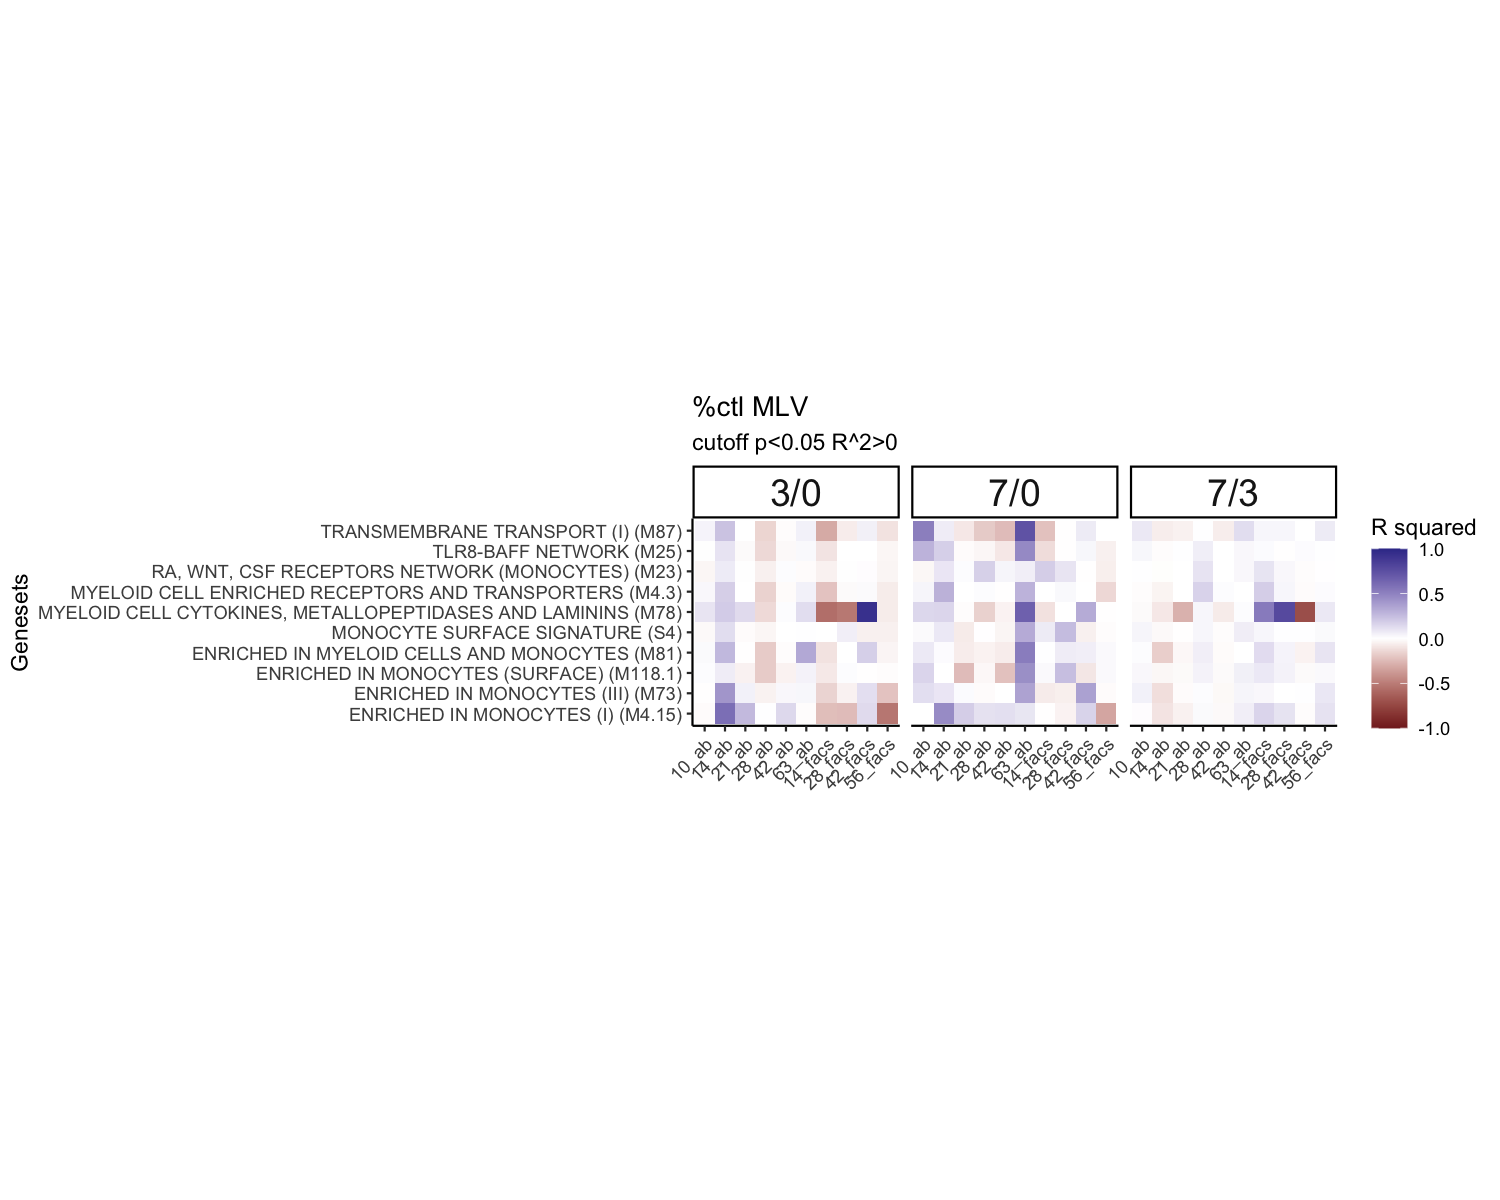 %ctl MLV
cutoff p<0.05 R^2>0
3/0 7/0 7/3
Genesets
TRANSMEMBRANE TRANSPORT (I) (M87)
TLR8-BAFF NETWORK (M25)
RA, WNT, CSF RECEPTORS NETWORK (MONOCYTES) (M23)
MYELOID CELL ENRICHED RECEPTORS AND TRANSPORTERS (M4.3)
MYELOID CELL CYTOKINES, METALLOPEPTIDASES AND LAMININS (M78)
MONOCYTE SURFACE SIGNATURE (S4)
ENRICHED IN MYELOID CELLS AND MONOCYTES (M81)
ENRICHED IN MONOCYTES (SURFACE) (M118.1)
ENRICHED IN MONOCYTES (III) (M73)
ENRICHED IN MONOCYTES (I) (M4.15)
10_ab 14_ab 21_ab 28_ab 42_ab 63_ab 14_facs 28_facs 42_facs 56_facs
10_ab 14_ab 21_ab 28_ab 42_ab 63_ab 14_facs 28_facs 42_facs 56_facs
10_ab 14_ab 21_ab 28_ab 42_ab 63_ab 14_facs 28_facs 42_facs 56_facs
R squared
1.0
0.5
0.0
-0.5
-1.0